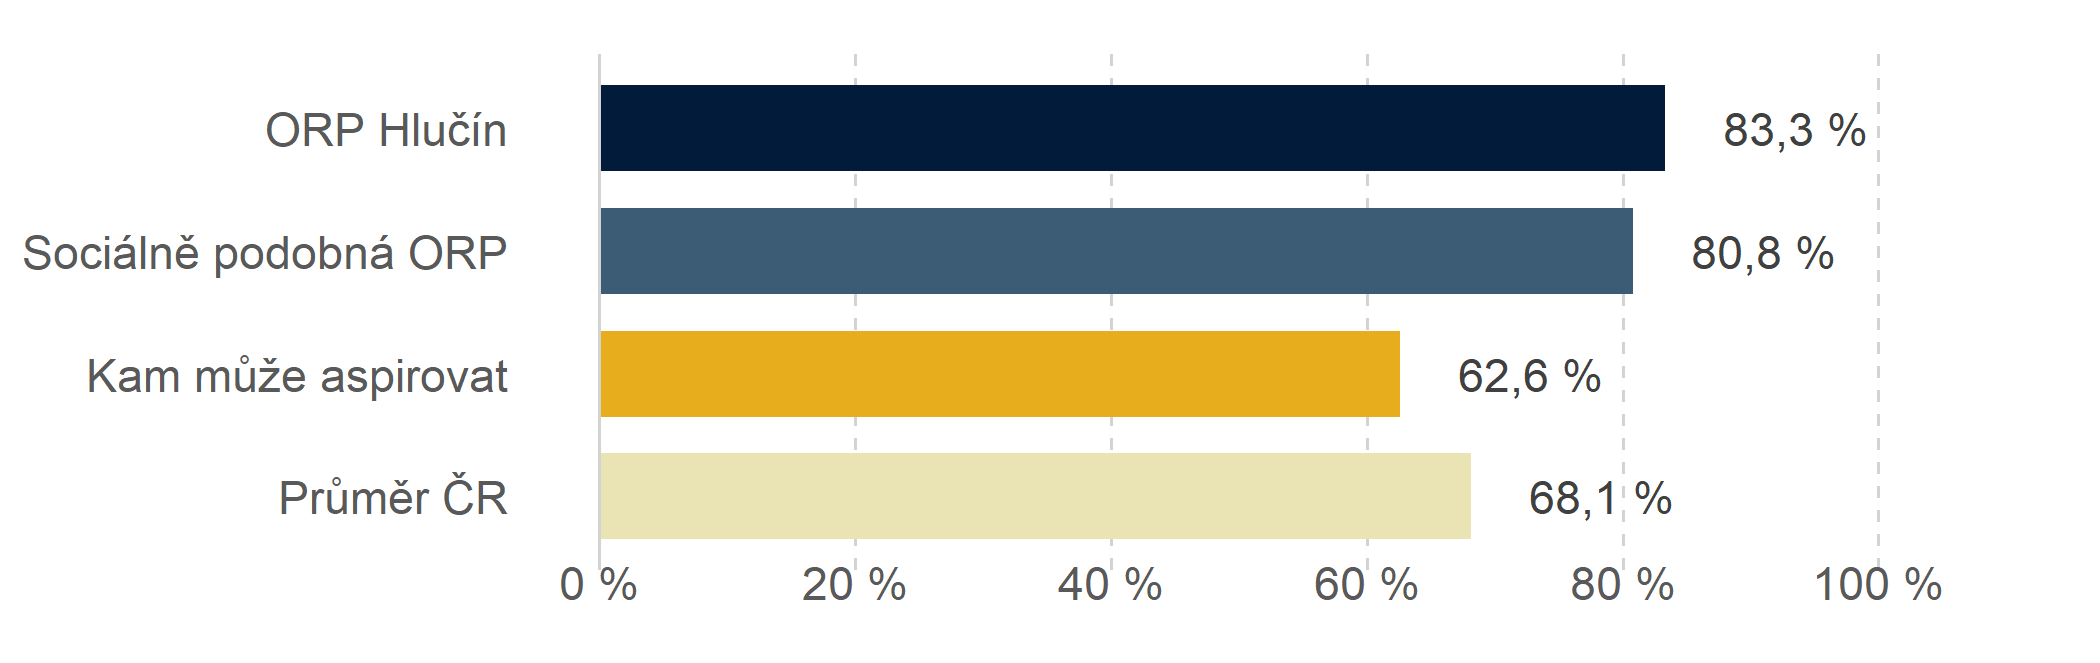 ORP Hlučín 83,3 %
Sociálně podobná ORP 80,8 %
Kam může aspirovat 62,6 %
Průměr ČR 68,1 %
0 % 20 % 40 % 60 % 80 % 100 %